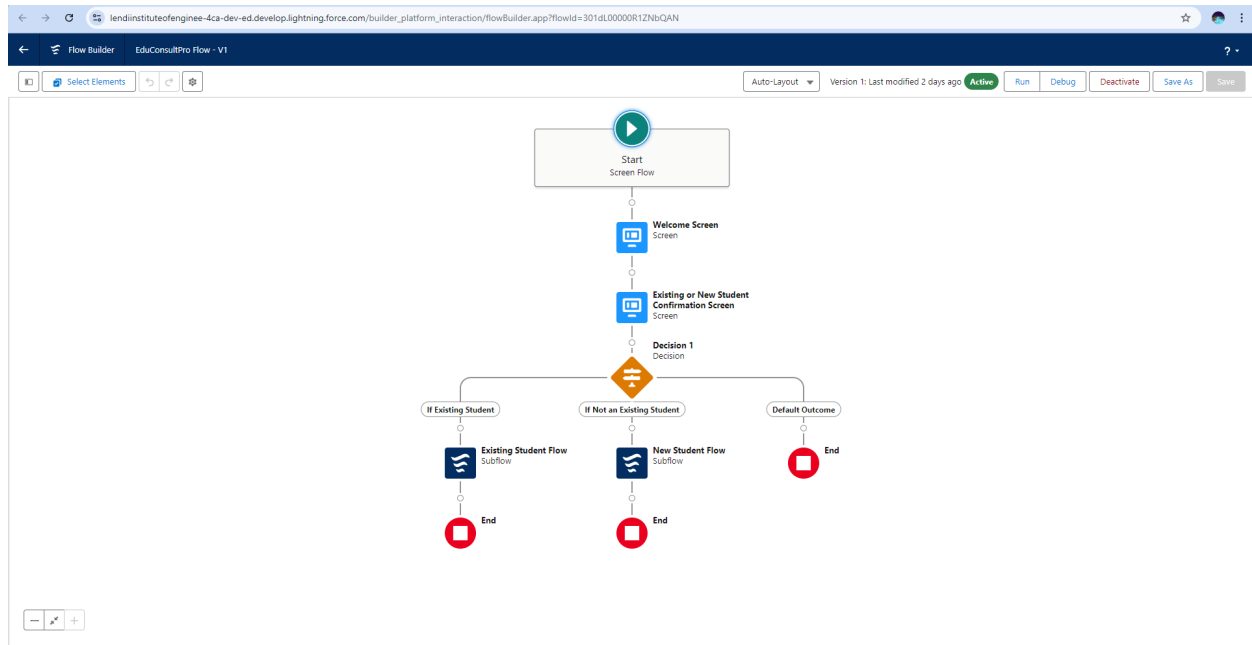 lendiinstituteofenginee-4ca-dev-ed.develop.lightning.force.com/builder_platform_interaction/flowBuilder.app?flowId=301dL00000R1ZNbQAN
Flow Builder EduConsultPro Flow - V1 ?
Select Elements Auto-Layout Version 1: Last modified 2 days ago Active Run Debug Deactivate Save As Save
Start
Screen Flow
Welcome Screen
Screen
Existing or New Student
Confirmation Screen
Screen
Decision 1
Decision
If Existing Student If Not an Existing Student Default Outcome
Existing Student Flow New Student Flow End
Subflow Subflow
End End